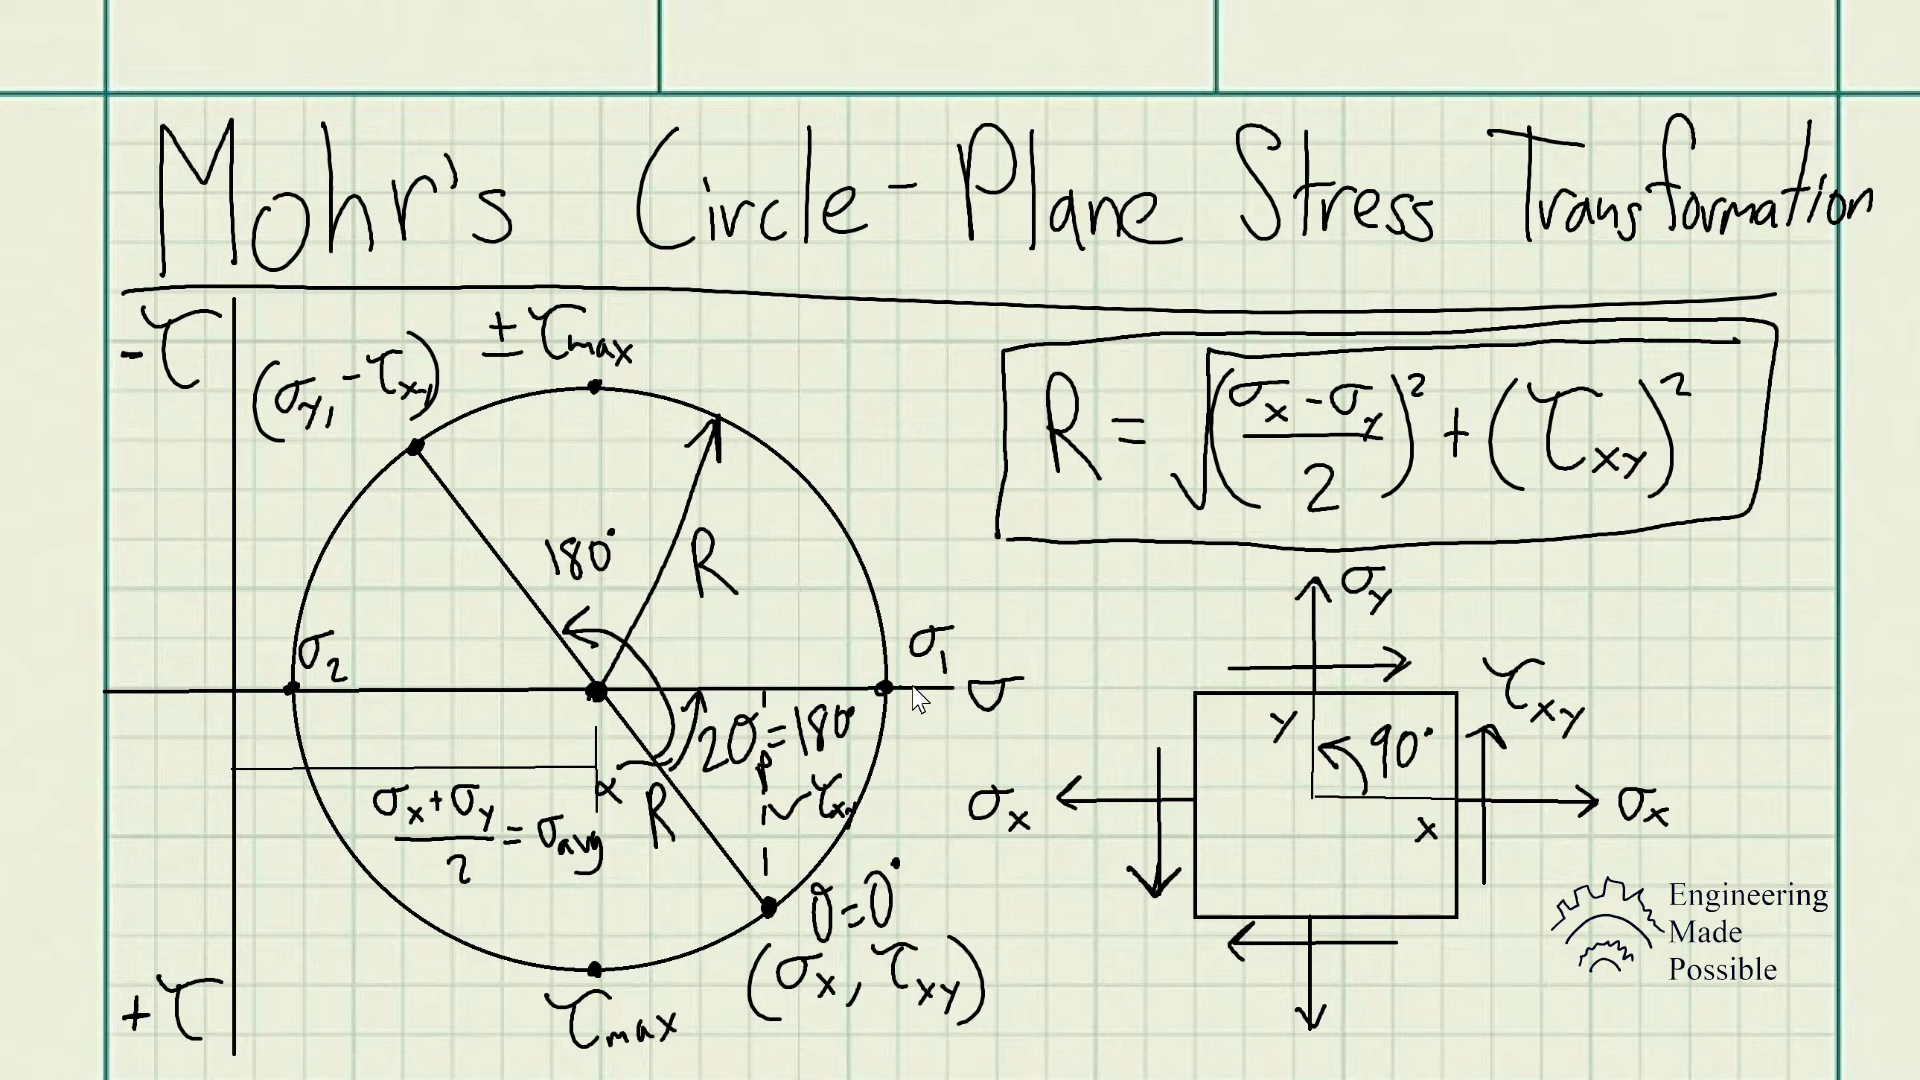 Mohr's Circle - Plane Stress Transformation
-τ
(σy, -τxy)
± τmax
R = √((σx - σy)/2)² + (τxy)²
180°
R
σy
σ2
σ1
σ
τxy
2θp = 180°
y
90°
α
R
τxy
(σx + σy)/2 = σavg
σx
x
σx
θ = 0°
(σx, τxy)
+τ
τmax
Engineering
Made
Possible